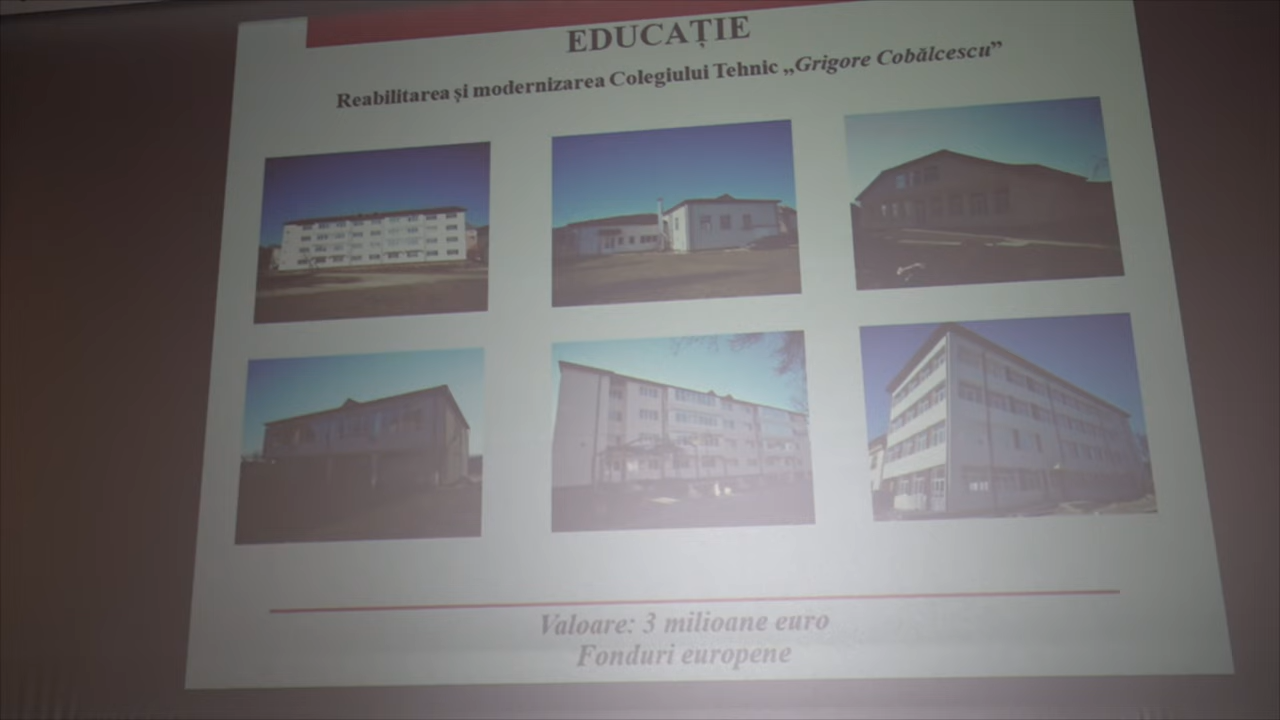 EDUCAȚIE
Reabilitarea și modernizarea Colegiului Tehnic „Grigore Cobălcescu”
Valoare: 3 milioane euro
Fonduri europene